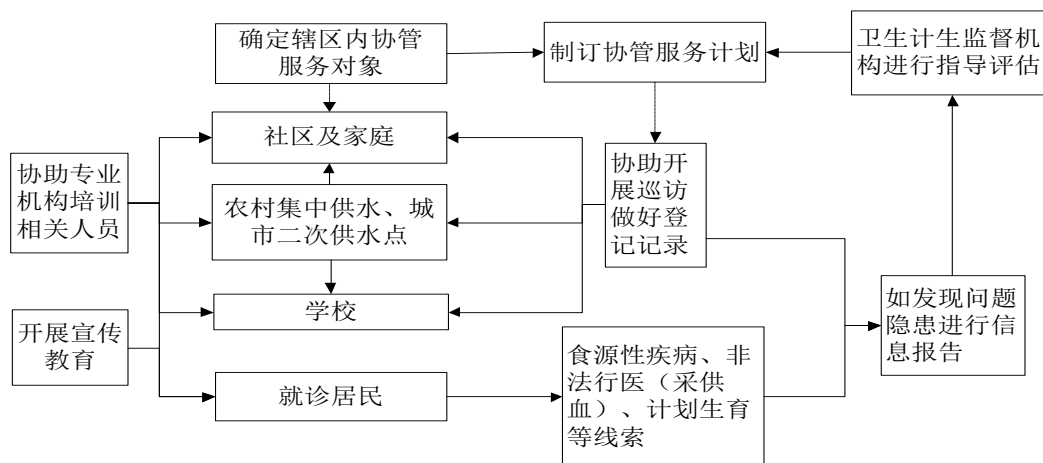 确定辖区内协管
服务对象
制订协管服务计划
卫生计生监督机
构进行指导评估
社区及家庭
协助专业
机构培训
相关人员
农村集中供水、城
市二次供水点
协助开
展巡访
做好登
记记录
学校
开展宣传
教育
如发现问题
隐患进行信
息报告
就诊居民
食源性疾病、非
法行医（采供
血）、计划生育
等线索